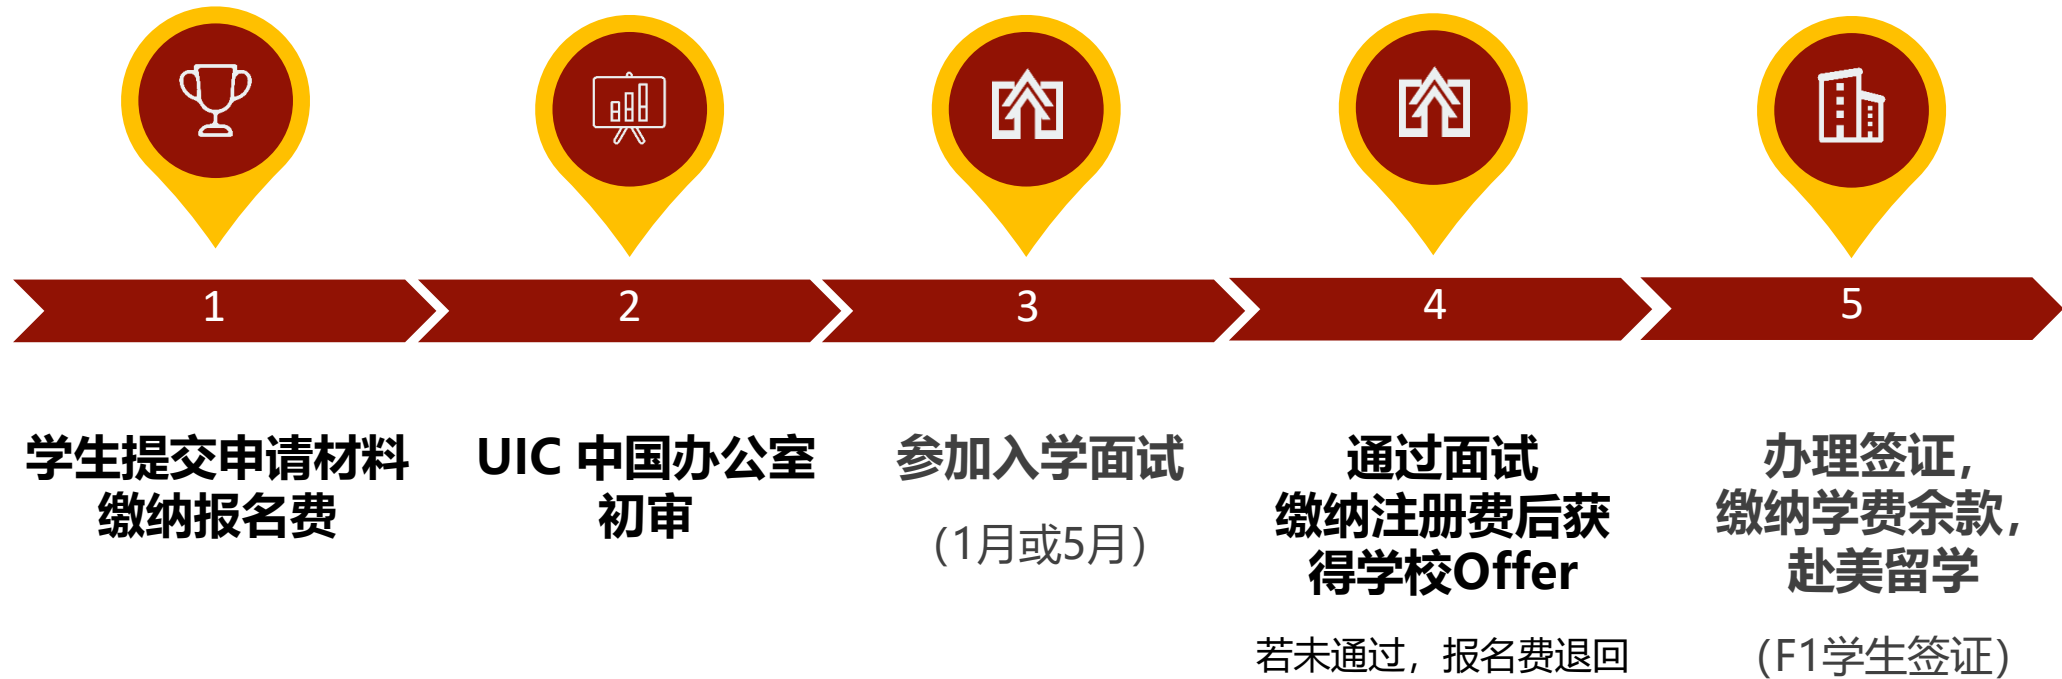 1
2
3
4
5
学生提交申请材料
缴纳报名费
UIC 中国办公室
初审
参加入学面试
（1月或5月）
通过面试
缴纳注册费后获
得学校Offer
若未通过，报名费退回
办理签证，
缴纳学费余款，
赴美留学
（F1学生签证）